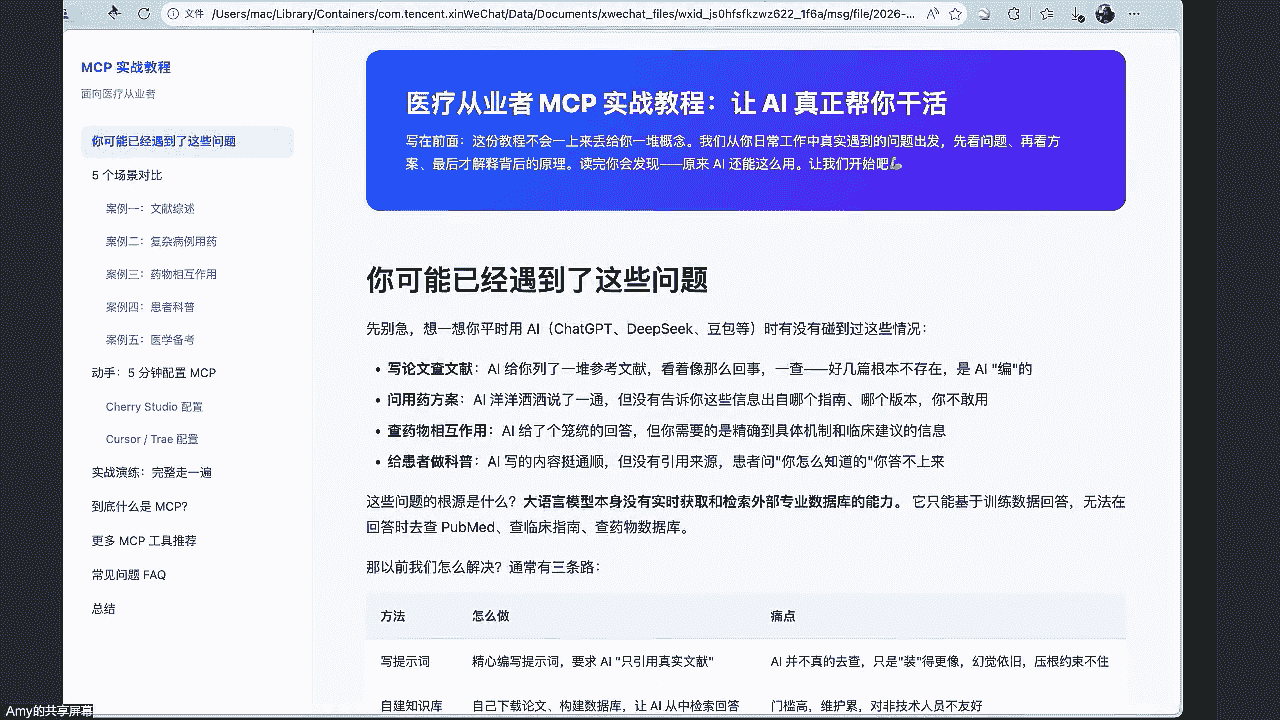 文件 /Users/mac/Library/Containers/com.tencent.xinWeChat/Data/Documents/xwechat_files/wxid_js0hfsfkzszc622_1f6a/msg/file/2026-...
MCP 实战教程
面向医疗从业者
你可能已经遇到了这些问题
5 个场景对比
案例一：文献综述
案例二：复杂病例用药
案例三：药物相互作用
案例四：患者科普
案例五：医学备考
动手：5 分钟配置 MCP
Cherry Studio 配置
Cursor / Trae 配置
实战演练：完整走一遍
到底什么是 MCP?
更多 MCP 工具推荐
常见问题 FAQ
总结
医疗从业者 MCP 实战教程：让 AI 真正帮你干活
写在前面：这份教程不会一上来丢给你一堆概念。我们从你日常工作中真实遇到的问题出发，先看问题、再看方
案、最后才解释背后的原理。读完你会发现——原来 AI 还能这么用。让我们开始吧💪
你可能已经遇到了这些问题
先别急，想一想你平时用 AI（ChatGPT、DeepSeek、豆包等）时有没有碰到过这些情况：
• 写论文查文献：AI 给你列了一堆参考文献，看着像那么回事，一查——好几篇根本不存在，是 AI "编"的
• 问用药方案：AI 洋洋洒洒说了一通，但没有告诉你这些信息出自哪个指南、哪个版本，你不敢用
• 查药物相互作用：AI 给了个笼统的回答，但你需要的是精确到具体机制和临床建议的信息
• 给患者做科普：AI 写的内容挺通顺，但没有引用来源，患者问"你怎么知道的"你答不上来
这些问题的根源是什么？大语言模型本身没有实时获取和检索外部专业数据库的能力。它只能基于训练数据回答，无法在
回答时去查 PubMed、查临床指南、查药物数据库。
那以前我们怎么解决？通常有三条路：
方法 怎么做 痛点
写提示词 精心编写提示词，要求 AI "只引用真实文献" AI 并不真的去查，只是"装"得更像，幻觉依旧，压根约束不住
自建知识库 自己下载论文、构建数据库，让 AI 从中检索回答 门槛高，维护累，对非技术人员不友好
Amy的共享屏幕